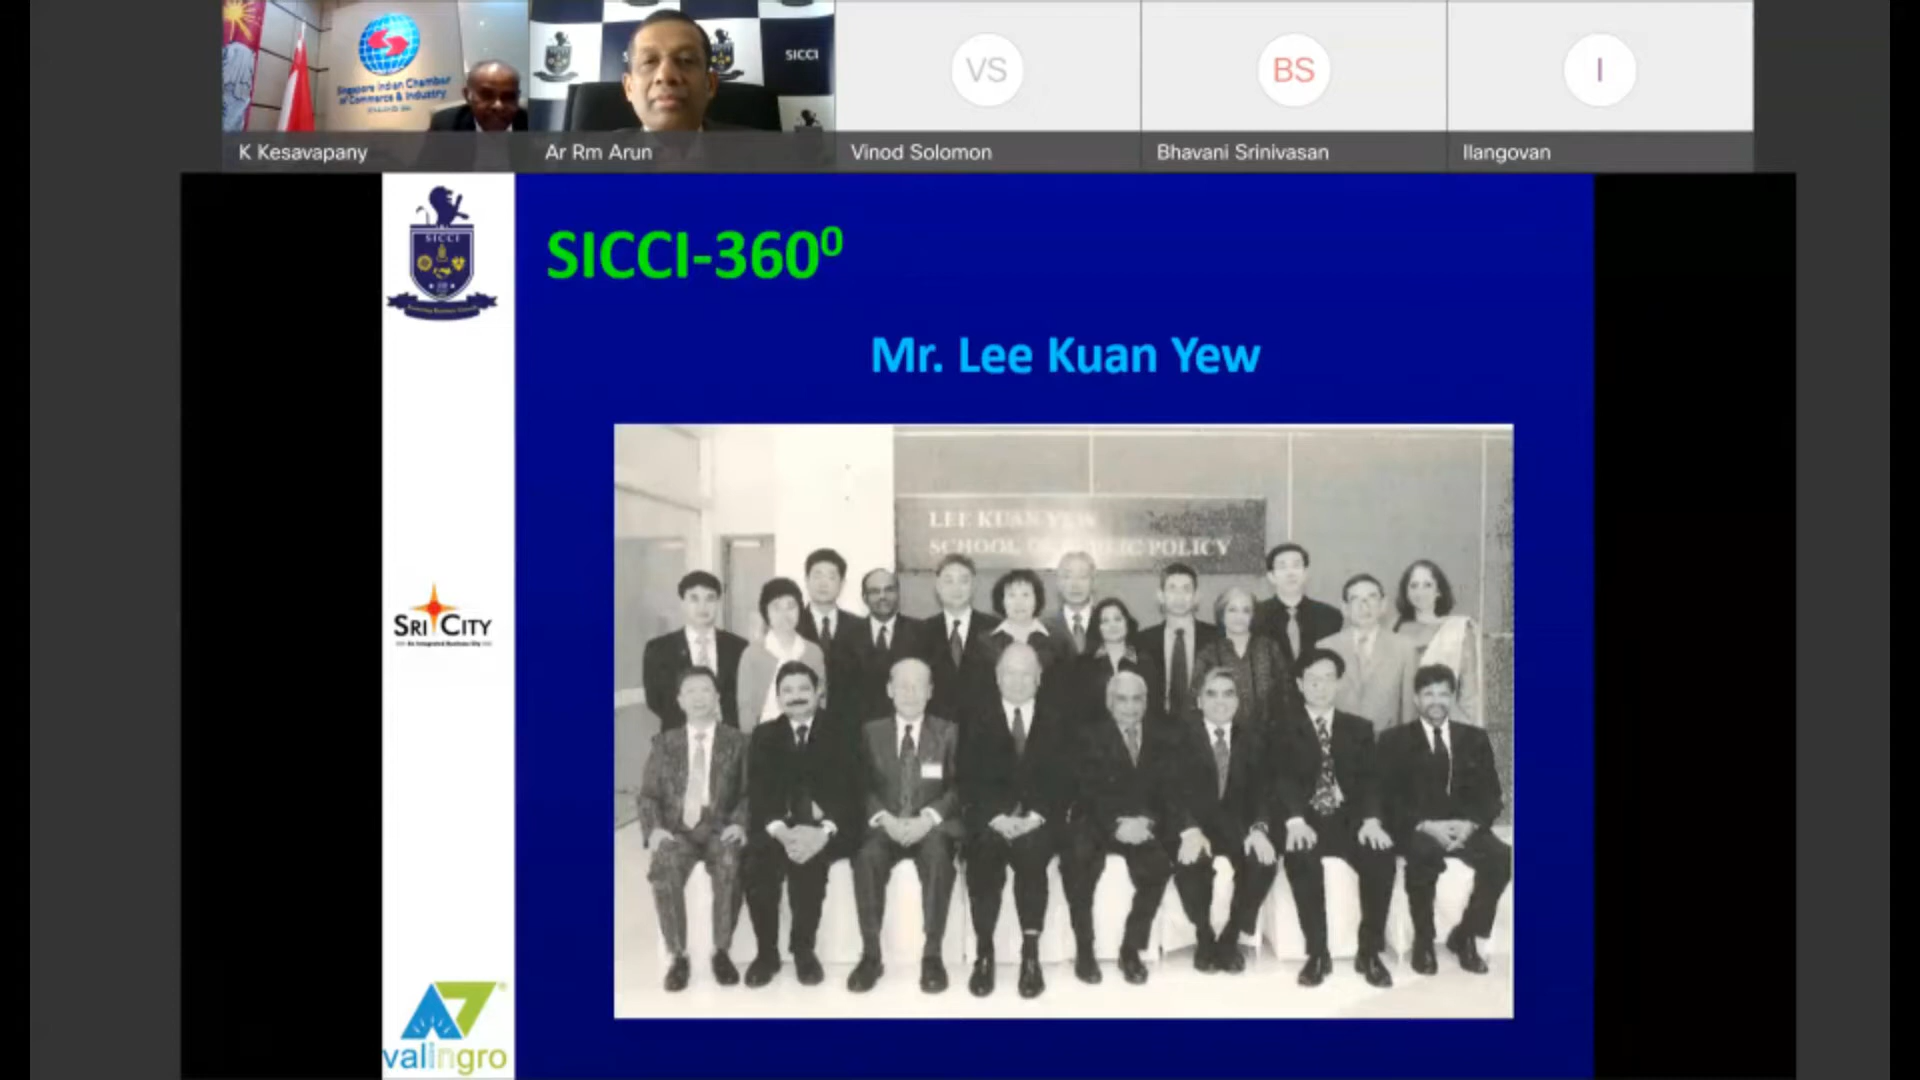 Singapore Indian Chamber
of Commerce & Industry
SICCI
VS
BS
I
K Kesavapany
Ar Rm Arun
Vinod Solomon
Bhavani Srinivasan
Ilangovan
SICCI
SICCI-360⁰
Mr. Lee Kuan Yew
LEE KUAN YEW
SCHOOL OF PUBLIC POLICY
SRI CITY
valingro